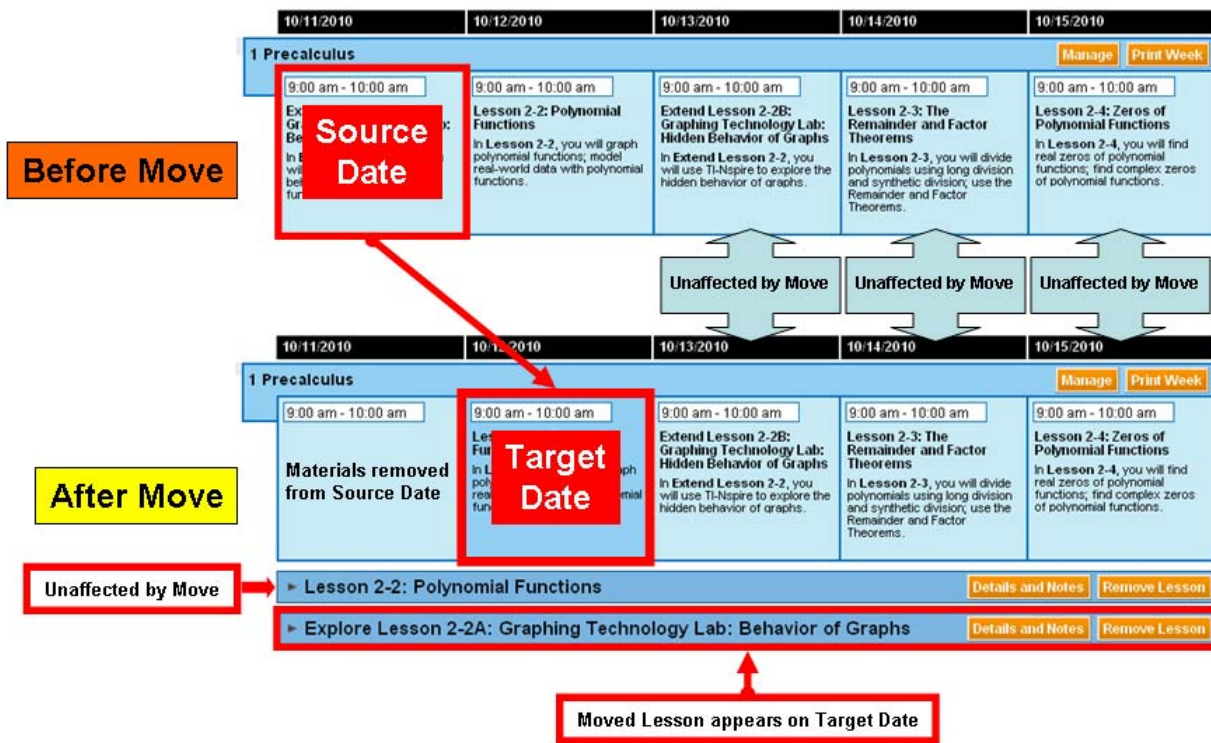 10/11/2010 10/12/2010 10/13/2010 10/14/2010 10/15/2010
1 Precalculus Manage Print Week
Before Move
9:00 am - 10:00 am
Source
Date
9:00 am - 10:00 am
Lesson 2-2: Polynomial
Functions
In Lesson 2-2, you will graph
polynomial functions; model
real-world data with polynomial
functions.
9:00 am - 10:00 am
Extend Lesson 2-2B:
Graphing Technology Lab:
Hidden Behavior of Graphs
In Extend Lesson 2-2, you
will use TI-Nspire to explore the
hidden behavior of graphs.
9:00 am - 10:00 am
Lesson 2-3: The
Remainder and Factor
Theorems
In Lesson 2-3, you will divide
polynomials using long division
and synthetic division; use the
Remainder and Factor
Theorems.
9:00 am - 10:00 am
Lesson 2-4: Zeros of
Polynomial Functions
In Lesson 2-4, you will find
real zeros of polynomial
functions; find complex zeros
of polynomial functions.
Unaffected by Move
Unaffected by Move
Unaffected by Move
10/11/2010 10/12/2010 10/13/2010 10/14/2010 10/15/2010
1 Precalculus Manage Print Week
After Move
9:00 am - 10:00 am
Materials removed
from Source Date
9:00 am - 10:00 am
Target
Date
9:00 am - 10:00 am
Extend Lesson 2-2B:
Graphing Technology Lab:
Hidden Behavior of Graphs
In Extend Lesson 2-2, you
will use TI-Nspire to explore the
hidden behavior of graphs.
9:00 am - 10:00 am
Lesson 2-3: The
Remainder and Factor
Theorems
In Lesson 2-3, you will divide
polynomials using long division
and synthetic division; use the
Remainder and Factor
Theorems.
9:00 am - 10:00 am
Lesson 2-4: Zeros of
Polynomial Functions
In Lesson 2-4, you will find
real zeros of polynomial
functions; find complex zeros
of polynomial functions.
Unaffected by Move
Lesson 2-2: Polynomial Functions Details and Notes Remove Lesson
Explore Lesson 2-2A: Graphing Technology Lab: Behavior of Graphs Details and Notes Remove Lesson
Moved Lesson appears on Target Date